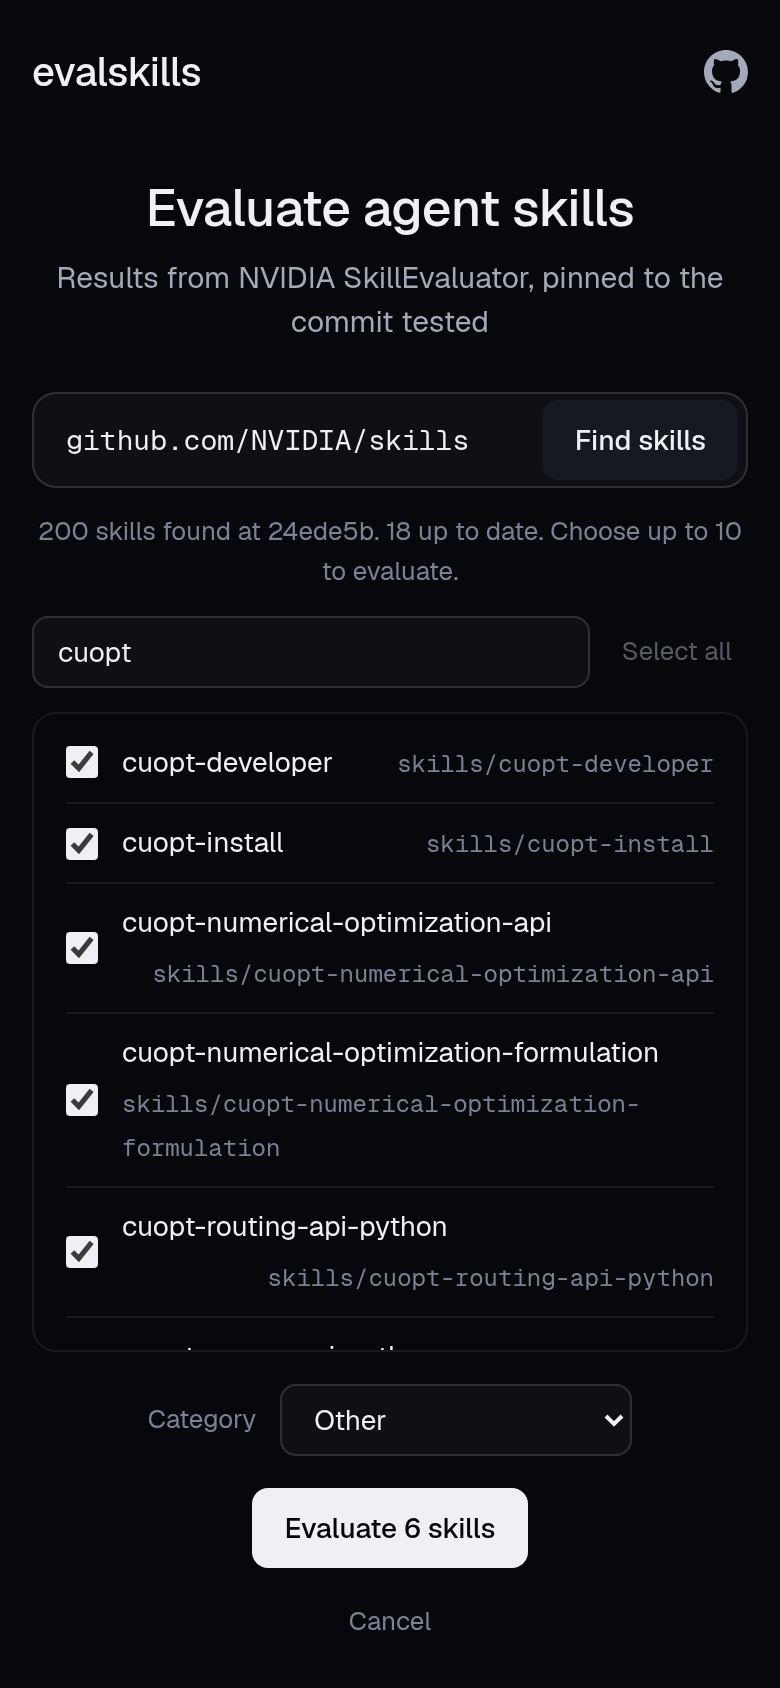 evalskills
Evaluate agent skills
Results from NVIDIA SkillEvaluator, pinned to the
commit tested
github.com/NVIDIA/skills
Find skills
200 skills found at 24ede5b. 18 up to date. Choose up to 10
to evaluate.
cuopt
Select all
cuopt-developer
skills/cuopt-developer
cuopt-install
skills/cuopt-install
cuopt-numerical-optimization-api
skills/cuopt-numerical-optimization-api
cuopt-numerical-optimization-formulation
skills/cuopt-numerical-optimization-
formulation
cuopt-routing-api-python
skills/cuopt-routing-api-python
Category
Other
Evaluate 6 skills
Cancel